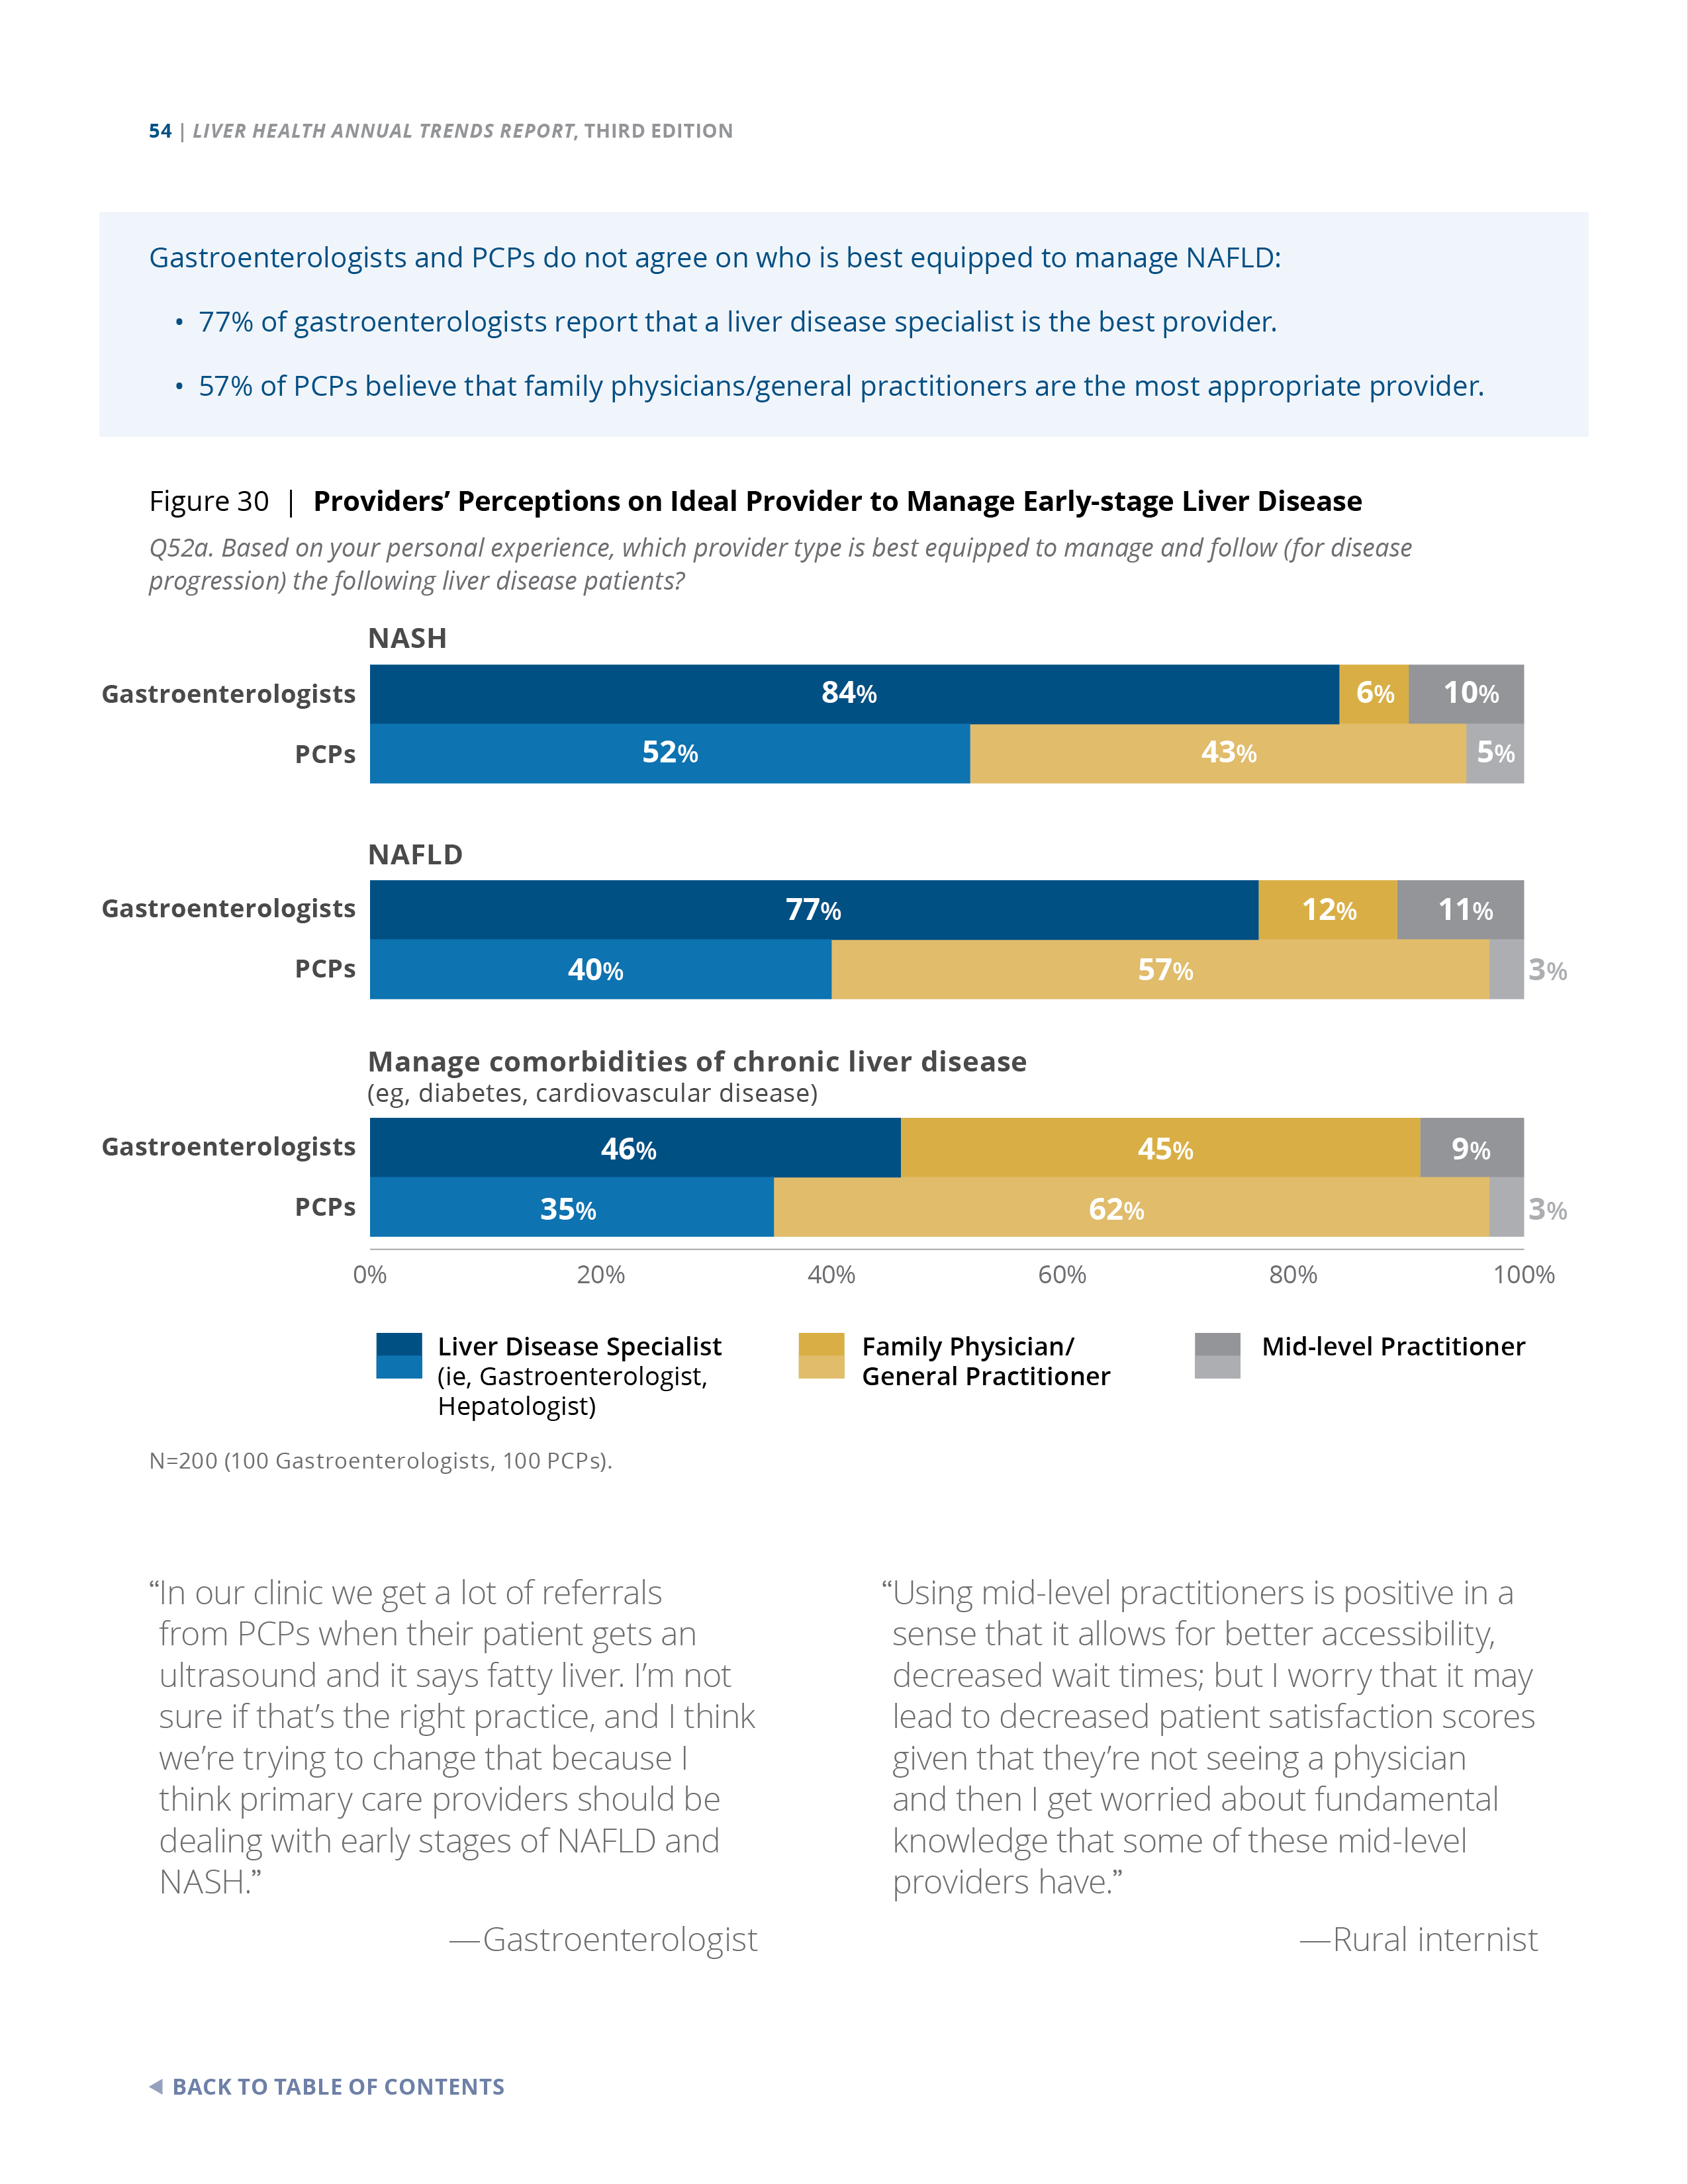 54 | LIVER HEALTH ANNUAL TRENDS REPORT, THIRD EDITION
Gastroenterologists and PCPs do not agree on who is best equipped to manage NAFLD:
• 77% of gastroenterologists report that a liver disease specialist is the best provider.
• 57% of PCPs believe that family physicians/general practitioners are the most appropriate provider.
Figure 30 | Providers’ Perceptions on Ideal Provider to Manage Early-stage Liver Disease
Q52a. Based on your personal experience, which provider type is best equipped to manage and follow (for disease
progression) the following liver disease patients?
NASH
Gastroenterologists 84% 6% 10%
PCPs 52% 43% 5%
NAFLD
Gastroenterologists 77% 12% 11%
PCPs 40% 57% 3%
Manage comorbidities of chronic liver disease
(eg, diabetes, cardiovascular disease)
Gastroenterologists 46% 45% 9%
PCPs 35% 62% 3%
0% 20% 40% 60% 80% 100%
Liver Disease Specialist
(ie, Gastroenterologist,
Hepatologist)
Family Physician/
General Practitioner
Mid-level Practitioner
N=200 (100 Gastroenterologists, 100 PCPs).
“In our clinic we get a lot of referrals
from PCPs when their patient gets an
ultrasound and it says fatty liver. I’m not
sure if that’s the right practice, and I think
we’re trying to change that because I
think primary care providers should be
dealing with early stages of NAFLD and
NASH.”
—Gastroenterologist
“Using mid-level practitioners is positive in a
sense that it allows for better accessibility,
decreased wait times; but I worry that it may
lead to decreased patient satisfaction scores
given that they’re not seeing a physician
and then I get worried about fundamental
knowledge that some of these mid-level
providers have.”
—Rural internist
BACK TO TABLE OF CONTENTS